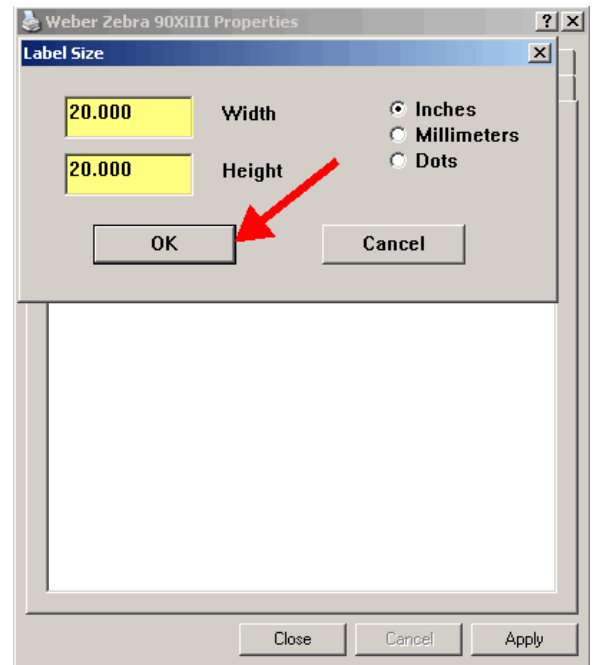 Weber Zebra 90XiIII Properties
Label Size
20.000 Width Inches
Millimeters
20.000 Height Dots
OK Cancel
Close Cancel Apply